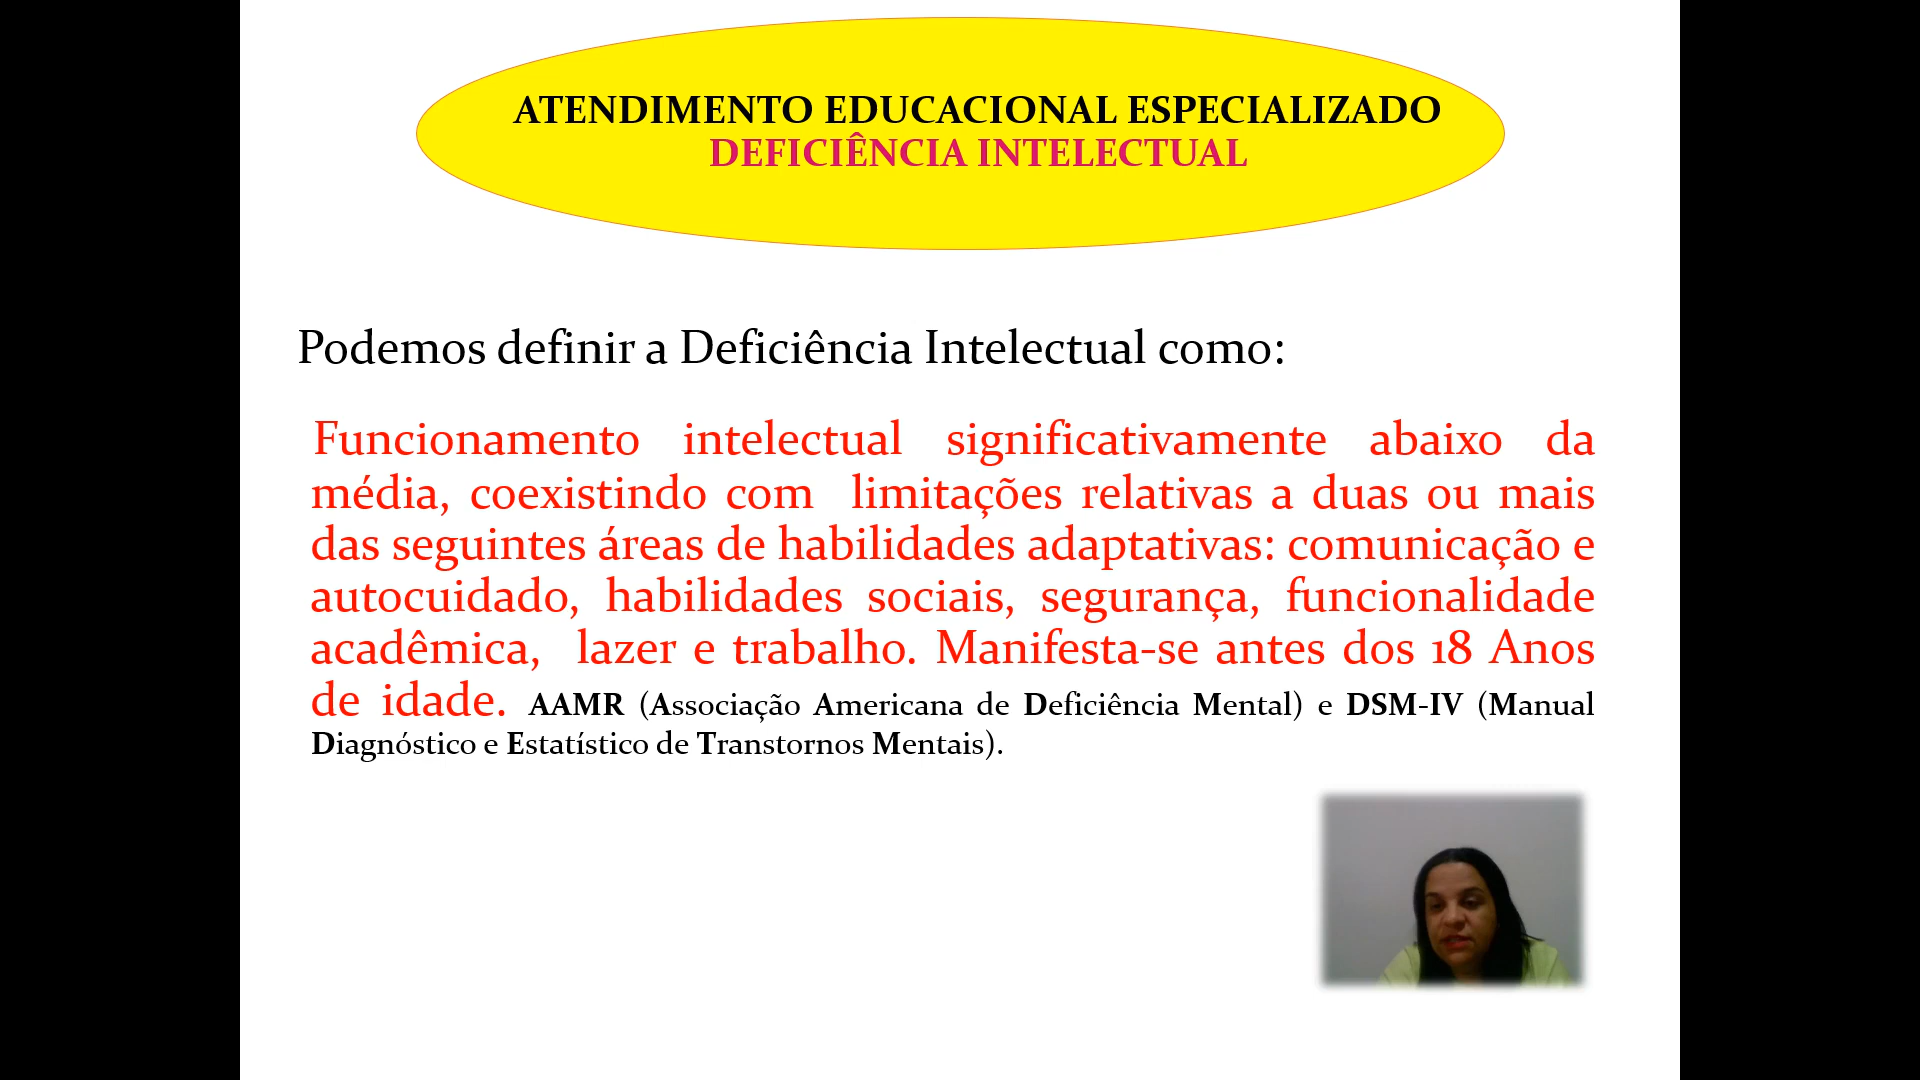 ATENDIMENTO EDUCACIONAL ESPECIALIZADO
DEFICIÊNCIA INTELECTUAL
Podemos definir a Deficiência Intelectual como:
Funcionamento intelectual significativamente abaixo da
média, coexistindo com limitações relativas a duas ou mais
das seguintes áreas de habilidades adaptativas: comunicação e
autocuidado, habilidades sociais, segurança, funcionalidade
acadêmica, lazer e trabalho. Manifesta-se antes dos 18 Anos
de idade. AAMR (Associação Americana de Deficiência Mental) e DSM-IV (Manual
Diagnóstico e Estatístico de Transtornos Mentais).